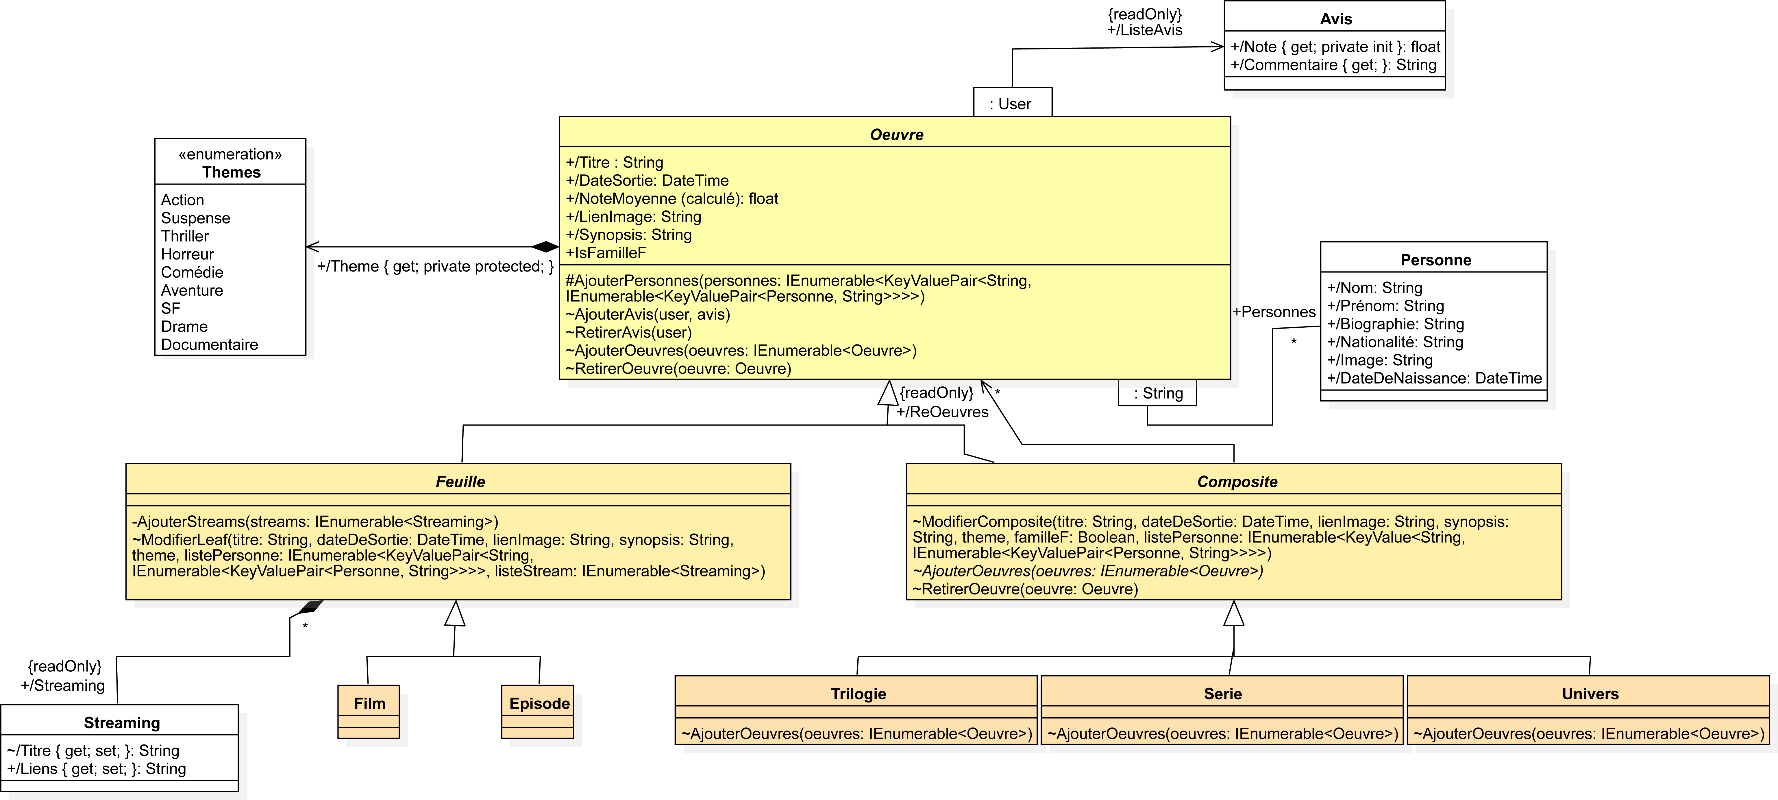 {readOnly}
+/ListeAvis
Avis
+/Note { get; private init }: float
+/Commentaire { get; }: String
: User
Oeuvre
+/Titre : String
+/DateSortie: DateTime
+/NoteMoyenne (calculé): float
+/LienImage: String
+/Synopsis: String
+IsFamilleF
#AjouterPersonnes(personnes: IEnumerable<KeyValuePair<String,
IEnumerable<KeyValuePair<Personne, String>>>>)
~AjouterAvis(user, avis)
~RetirerAvis(user)
~AjouterOeuvres(oeuvres: IEnumerable<Oeuvre>)
~RetirerOeuvre(oeuvre: Oeuvre)
«enumeration»
Themes
Action
Suspense
Thriller
Horreur
Comédie
Aventure
SF
Drame
Documentaire
+/Theme { get; private protected; }
Personne
+/Nom: String
+/Prénom: String
+/Biographie: String
+/Nationalité: String
+/Image: String
+/DateDeNaissance: DateTime
+Personnes
*
: String
{readOnly}
+/ReOeuvres
*
Feuille
-AjouterStreams(streams: IEnumerable<Streaming>)
~ModifierLeaf(titre: String, dateDeSortie: DateTime, lienImage: String, synopsis: String,
theme, listePersonne: IEnumerable<KeyValuePair<String,
IEnumerable<KeyValuePair<Personne, String>>>>, listeStream: IEnumerable<Streaming>)
Composite
~ModifierComposite(titre: String, dateDeSortie: DateTime, lienImage: String, synopsis:
String, theme, familleF: Boolean, listePersonne: IEnumerable<KeyValue<String,
IEnumerable<KeyValuePair<Personne, String>>>>)
~AjouterOeuvres(oeuvres: IEnumerable<Oeuvre>)
~RetirerOeuvre(oeuvre: Oeuvre)
*
{readOnly}
+/Streaming
Streaming
~/Titre { get; set; }: String
+/Liens { get; set; }: String
Film
Episode
Trilogie
~AjouterOeuvres(oeuvres: IEnumerable<Oeuvre>)
Serie
~AjouterOeuvres(oeuvres: IEnumerable<Oeuvre>)
Univers
~AjouterOeuvres(oeuvres: IEnumerable<Oeuvre>)